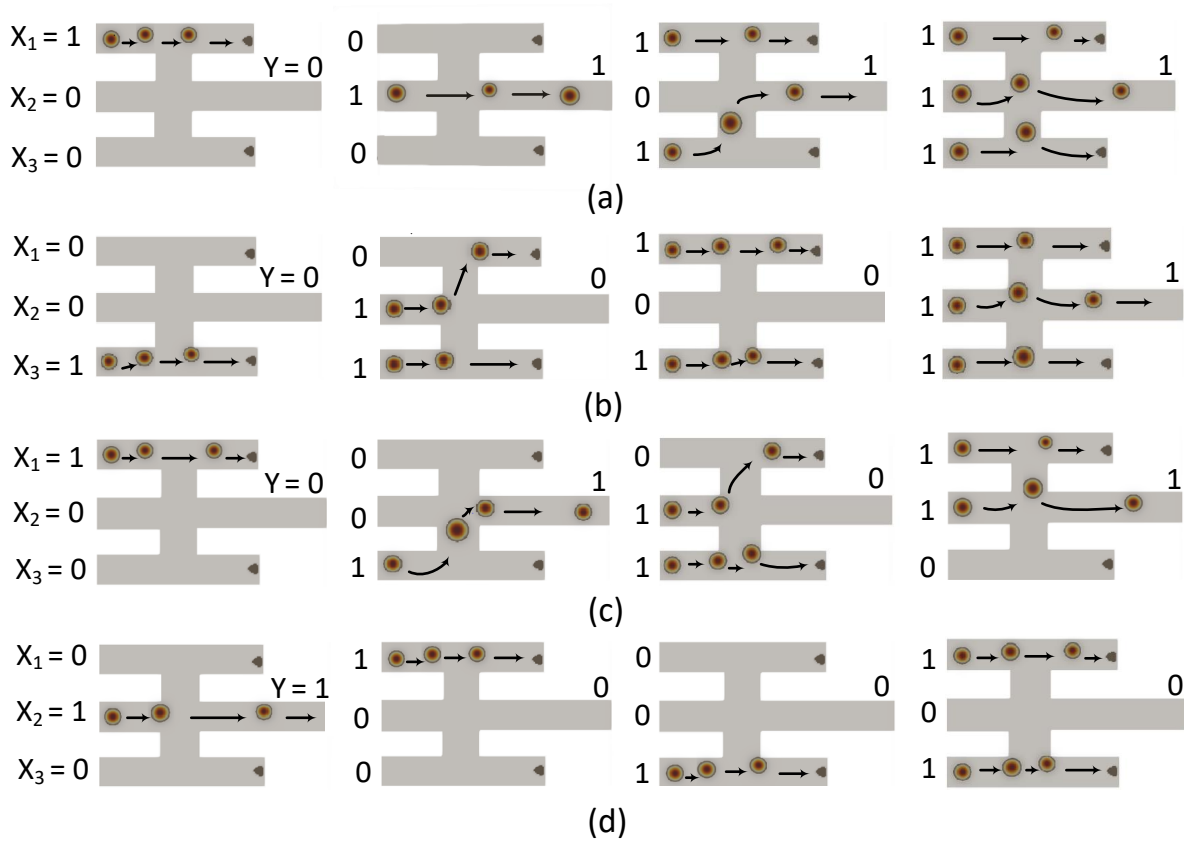 X₁ = 1 0 1 1
Y = 0 1 1 1
X₂ = 0 1 0 1
X₃ = 0 0 1 1
(a)
X₁ = 0 0 1 1
Y = 0 0 0 1
X₂ = 0 1 0 1
X₃ = 1 1 1 1
(b)
X₁ = 1 0 0 1
Y = 0 1 0 1
X₂ = 0 0 1 1
X₃ = 0 1 1 0
(c)
X₁ = 0 1 0 1
Y = 1 0 0 0
X₂ = 1 0 0 0
X₃ = 0 0 1 1
(d)